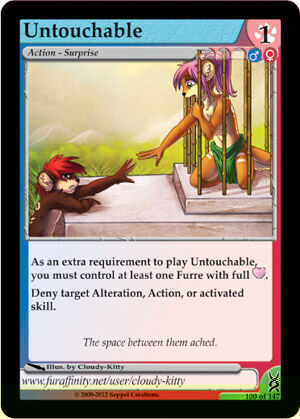 Untouchable
1
Action - Surprise
As an extra requirement to play Untouchable,
you must control at least one Furre with full .
Deny target Alteration, Action, or activated
skill.
The space between them ached.
Illus. by Cloudy-Kitty
www.furaffinity.net/user/cloudy-kitty
100 of 147
© 2009-2012 Seppel Creations.